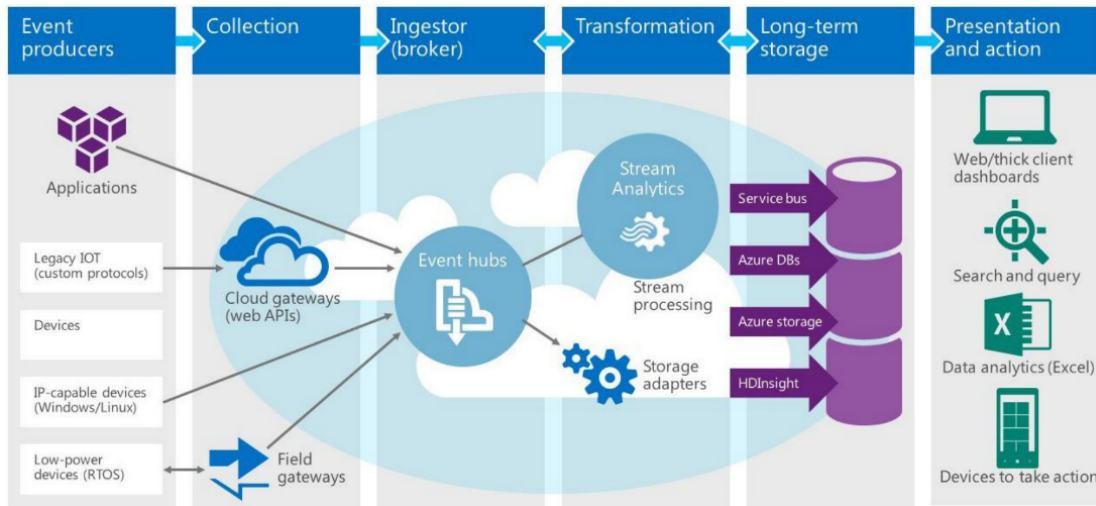 Event
producers
Collection
Ingestor
(broker)
Transformation
Long-term
storage
Presentation
and action
Applications
Legacy IOT
(custom protocols)
Devices
IP-capable devices
(Windows/Linux)
Low-power
devices (RTOS)
Cloud gateways
(web APIs)
Field
gateways
Event hubs
Stream
Analytics
Stream
processing
Storage
adapters
Service bus
Azure DBs
Azure storage
HDInsight
Web/thick client
dashboards
Search and query
X
Data analytics (Excel)
Devices to take action